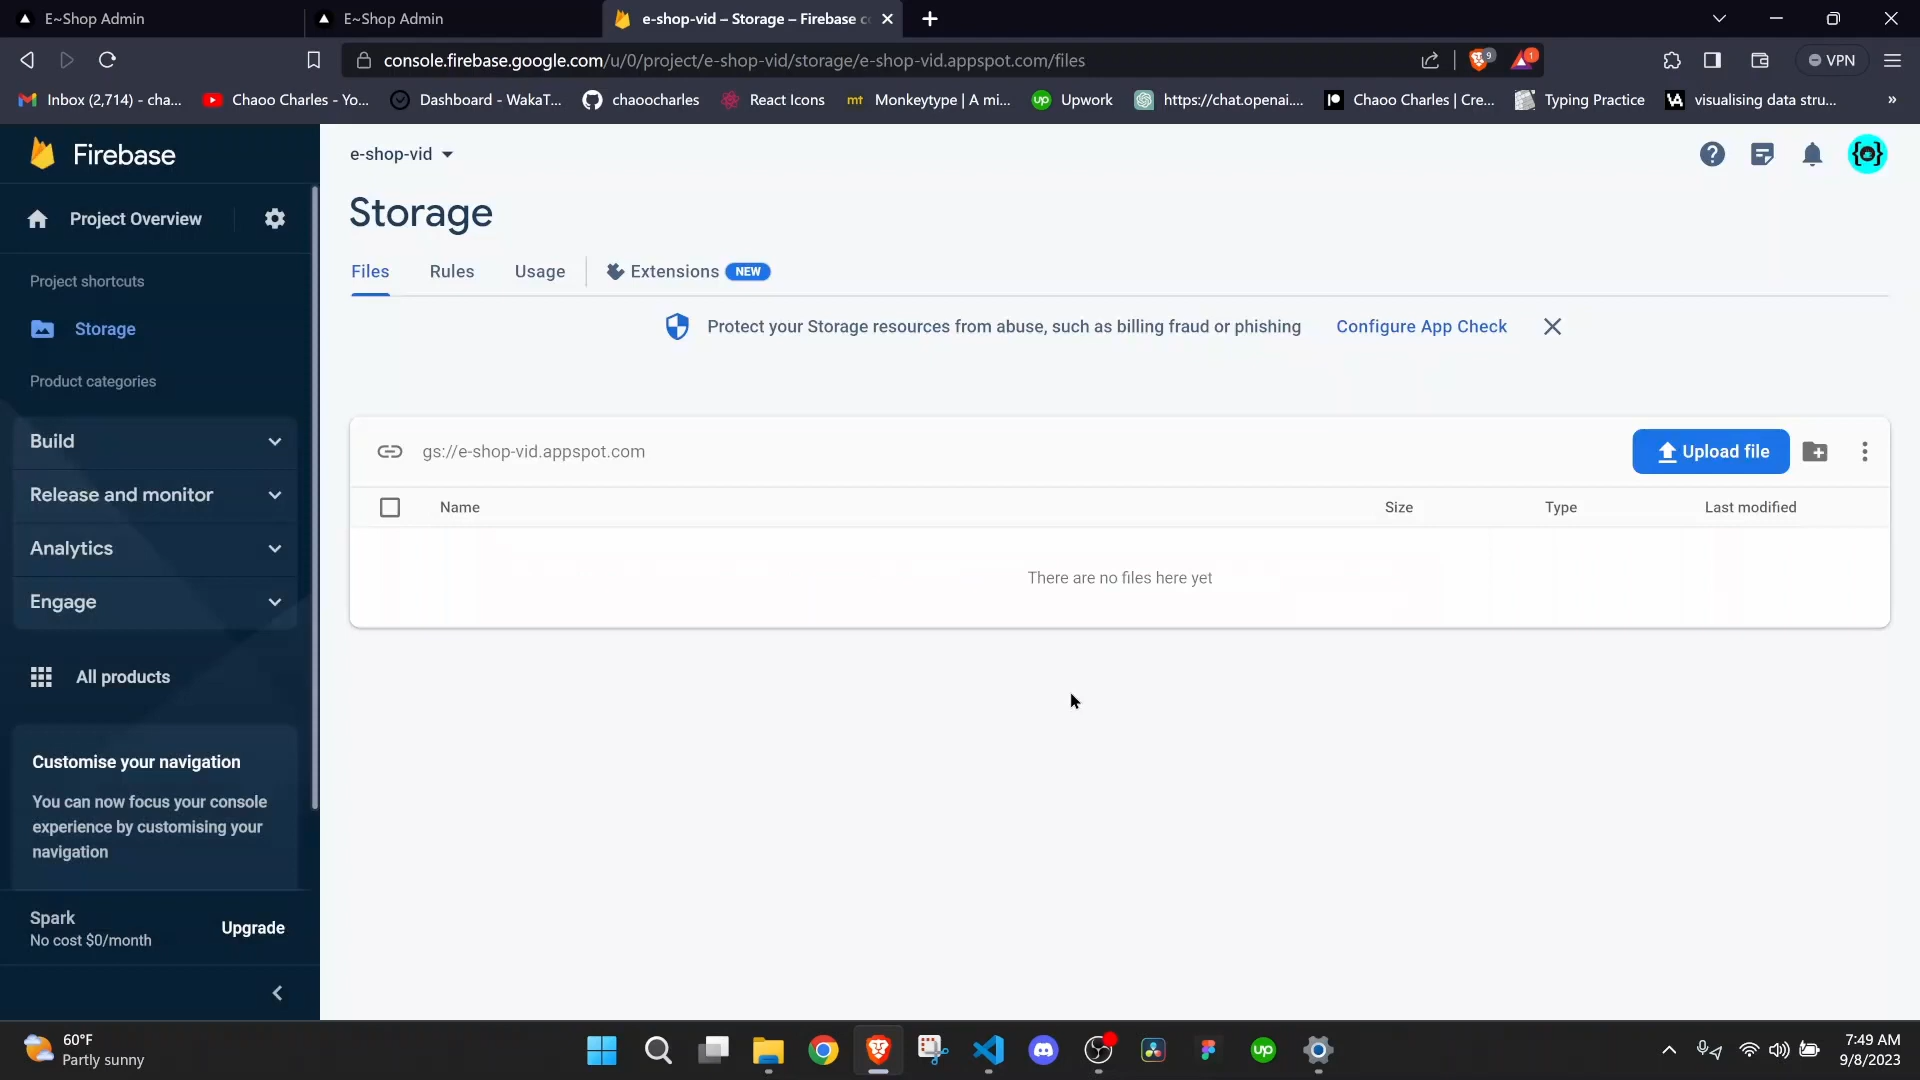 E~Shop Admin
E~Shop Admin
e-shop-vid – Storage – Firebase c
console.firebase.google.com/u/0/project/e-shop-vid/storage/e-shop-vid.appspot.com/files
9
1
VPN
Inbox (2,714) - cha...
Chaoo Charles - Yo...
Dashboard - WakaT...
chaoocharles
React Icons
mt
Monkeytype | A mi...
up
Upwork
https://chat.openai....
Chaoo Charles | Cre...
Typing Practice
visualising data stru...
»
Firebase
e-shop-vid
Project Overview
Storage
Project shortcuts
Files
Rules
Usage
Extensions
NEW
Storage
Protect your Storage resources from abuse, such as billing fraud or phishing
Configure App Check
Product categories
Build
gs://e-shop-vid.appspot.com
Upload file
Release and monitor
Name
Size
Type
Last modified
Analytics
There are no files here yet
Engage
All products
Customise your navigation
You can now focus your console
experience by customising your
navigation
Spark
No cost $0/month
Upgrade
60°F
Partly sunny
up
7:49 AM
9/8/2023